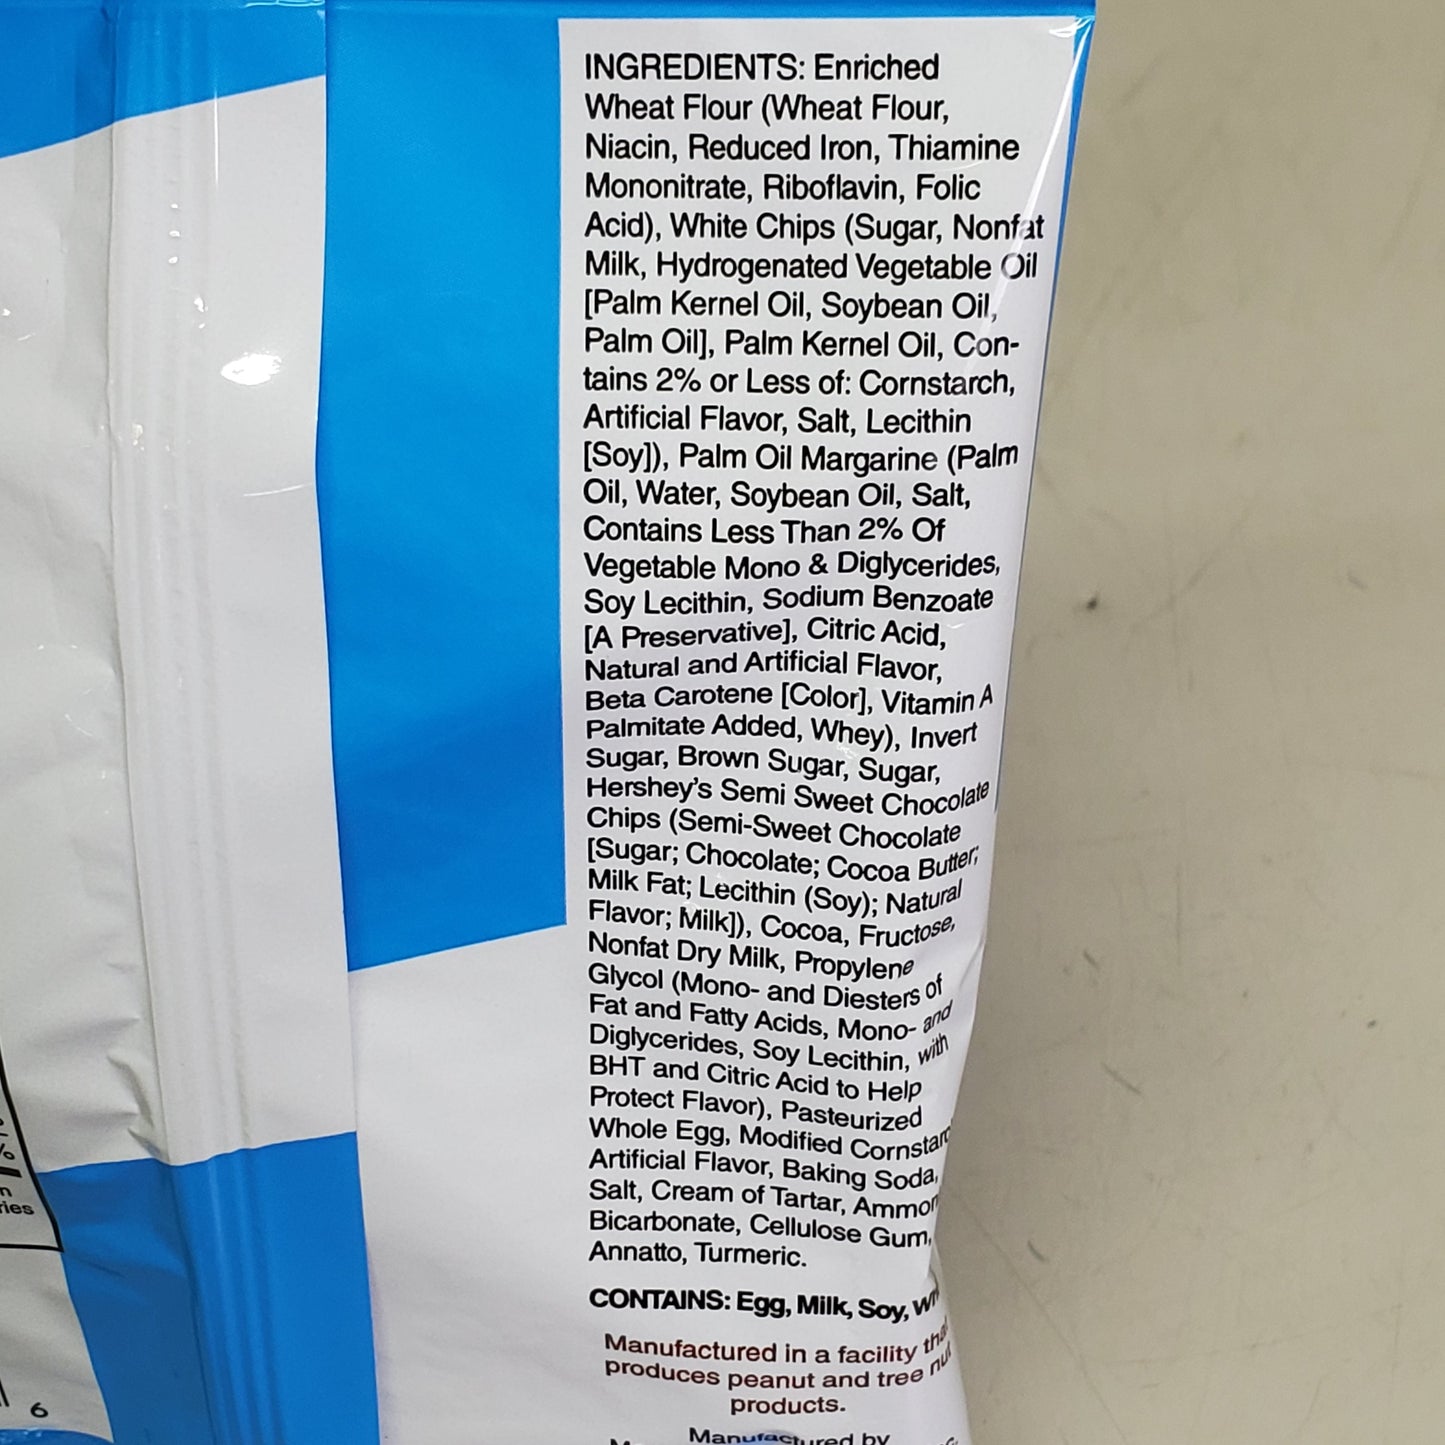 INGREDIENTS: Enriched
Wheat Flour (Wheat Flour,
Niacin, Reduced Iron, Thiamine
Mononitrate, Riboflavin, Folic
Acid), White Chips (Sugar, Nonfat
Milk, Hydrogenated Vegetable Oil
[Palm Kernel Oil, Soybean Oil,
Palm Oil], Palm Kernel Oil, Con-
tains 2% or Less of: Cornstarch,
Artificial Flavor, Salt, Lecithin
[Soy]), Palm Oil Margarine (Palm
Oil, Water, Soybean Oil, Salt,
Contains Less Than 2% Of
Vegetable Mono & Diglycerides,
Soy Lecithin, Sodium Benzoate
[A Preservative], Citric Acid,
Natural and Artificial Flavor,
Beta Carotene [Color], Vitamin A
Palmitate Added, Whey), Invert
Sugar, Brown Sugar, Sugar,
Hershey's Semi Sweet Chocolate
Chips (Semi-Sweet Chocolate
[Sugar; Chocolate; Cocoa Butter;
Milk Fat; Lecithin (Soy); Natural
Flavor; Milk]), Cocoa, Fructose,
Nonfat Dry Milk, Propylene
Glycol (Mono- and Diesters of
Fat and Fatty Acids, Mono- and
Diglycerides, Soy Lecithin, with
BHT and Citric Acid to Help
Protect Flavor), Pasteurized
Whole Egg, Modified
Artificial Flavor, Baking Soda,
Salt, Cream of Tartar,
Bicarbonate, Cellulose Gum,
Annatto, Turmeric.
CONTAINS: Egg, Milk, Soy,
Manufactured in a facility
produces peanut and tree
products.
Manufactured by
%
6